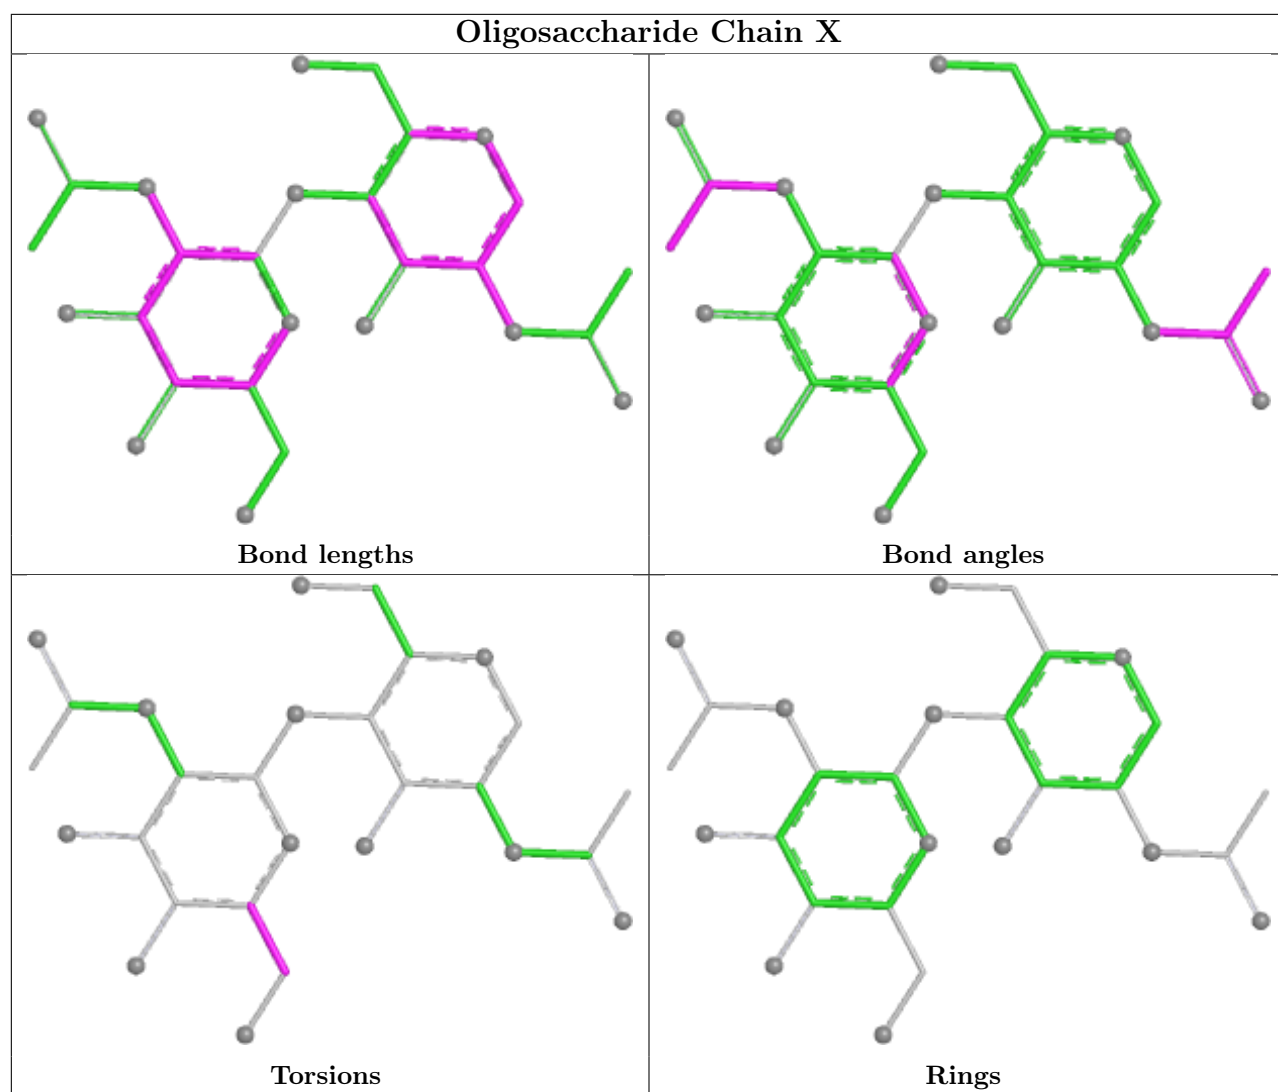 Oligosaccharide Chain X
Bond lengths
Bond angles
Torsions
Rings